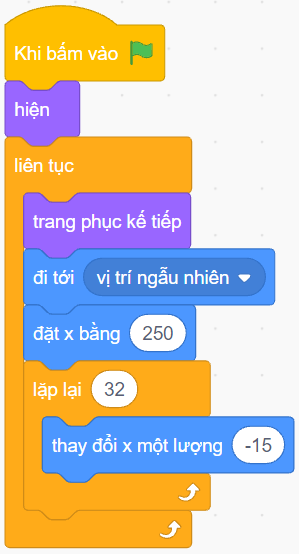 Khi bấm vào
hiện
liên tục
trang phục kế tiếp
đi tới vị trí ngẫu nhiên
đặt x bằng 250
lặp lại 32
thay đổi x một lượng -15